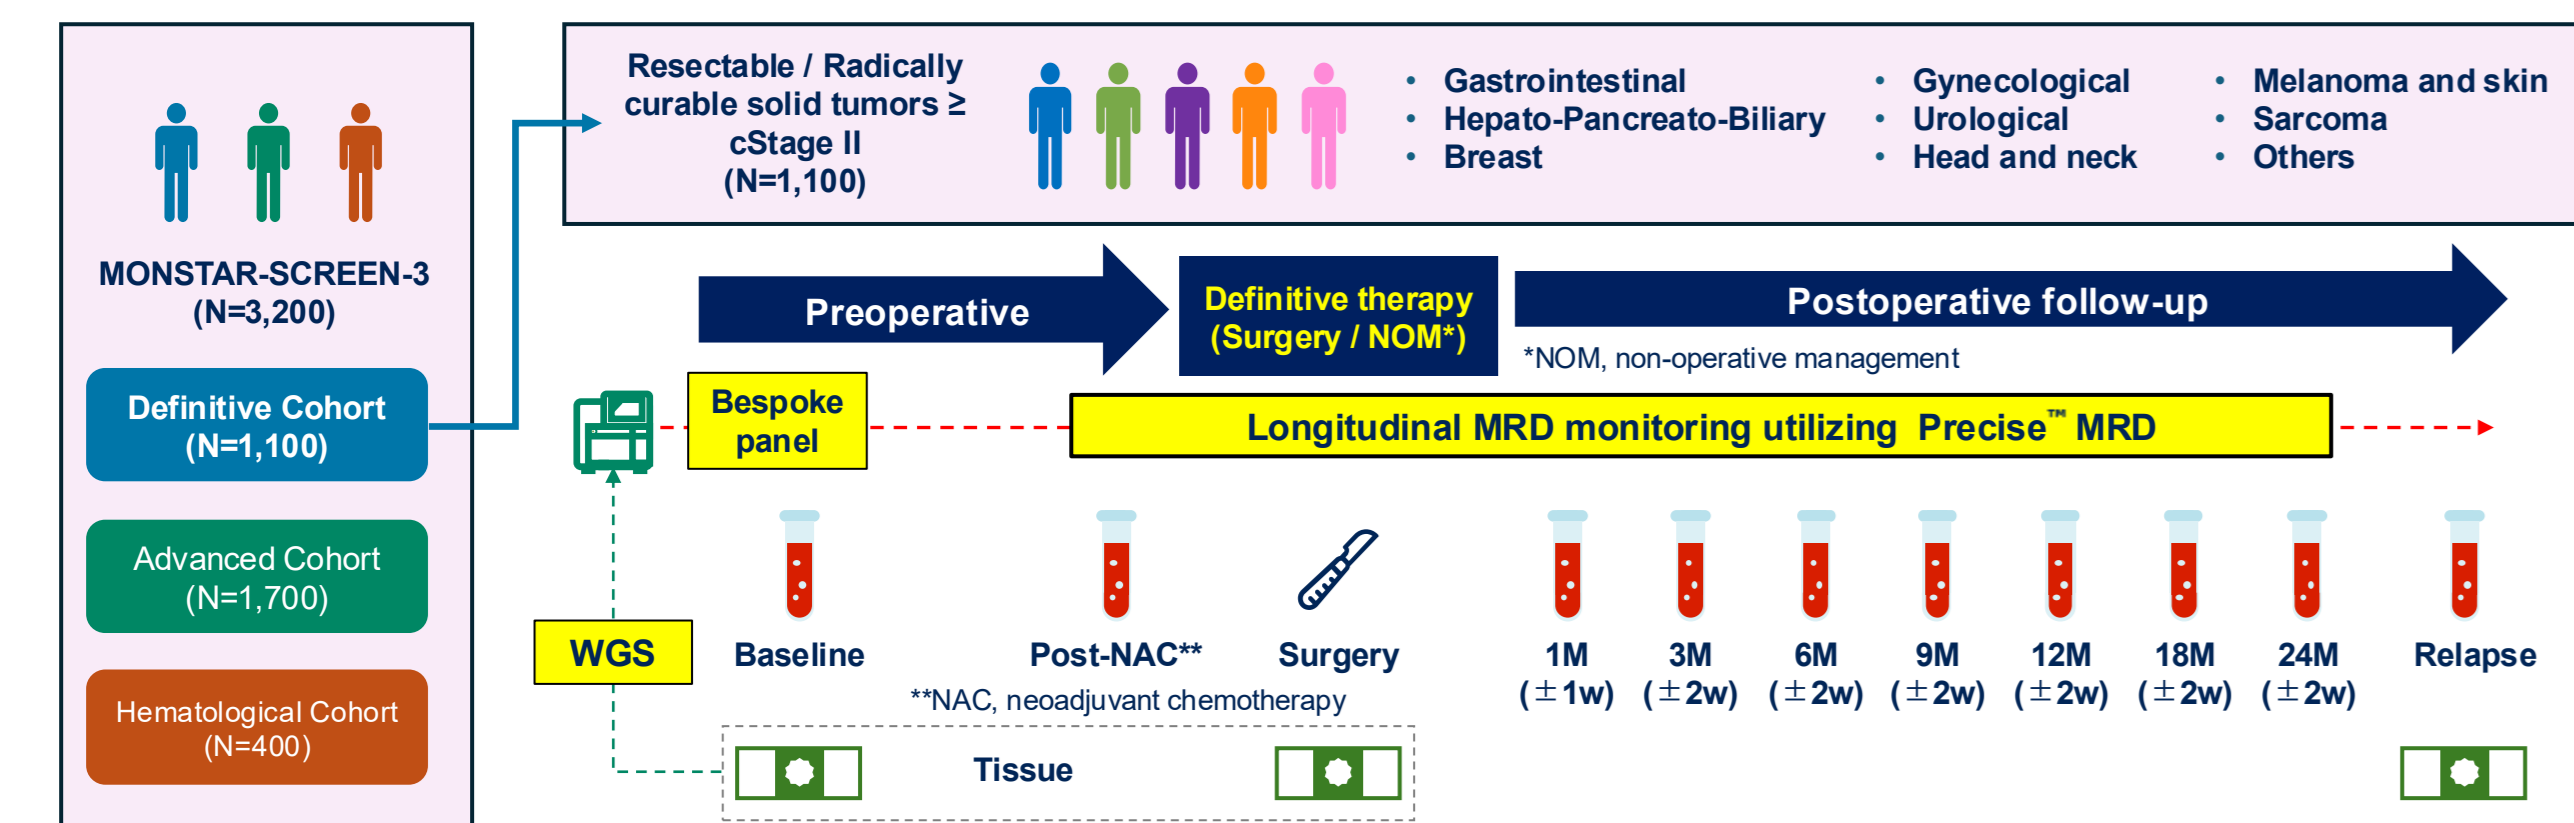 MONSTAR-SCREEN-3
(N=3,200)
Definitive Cohort
(N=1,100)
Advanced Cohort
(N=1,700)
Hematological Cohort
(N=400)
Resectable / Radically
curable solid tumors ≥
cStage II
(N=1,100)
• Gastrointestinal
• Hepato-Pancreato-Biliary
• Breast
• Gynecological
• Urological
• Head and neck
• Melanoma and skin
• Sarcoma
• Others
Preoperative
Definitive therapy
(Surgery / NOM*)
Postoperative follow-up
*NOM, non-operative management
Bespoke
panel
Longitudinal MRD monitoring utilizing Precise™ MRD
WGS
Baseline
Post-NAC**
Surgery
**NAC, neoadjuvant chemotherapy
1M
(±1w)
3M
(±2w)
6M
(±2w)
9M
(±2w)
12M
(±2w)
18M
(±2w)
24M
(±2w)
Relapse
Tissue